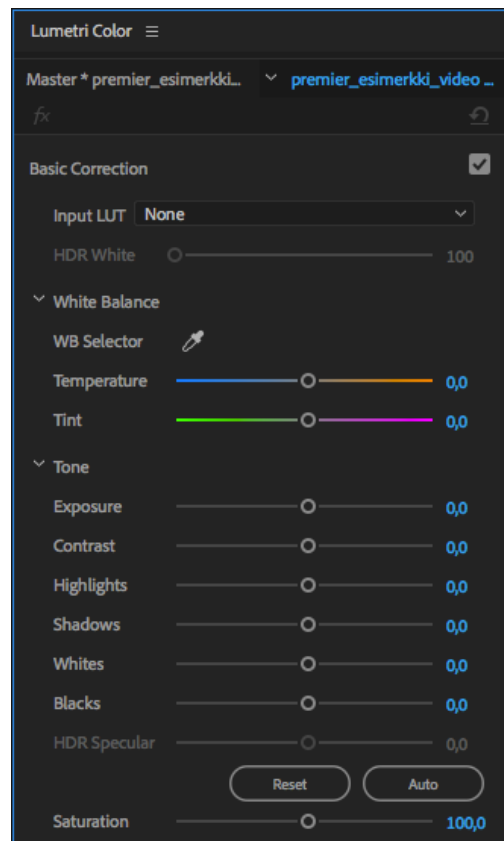 Lumetri Color
Master * premier_esimerkki... premier_esimerkki_video ...
fx
Basic Correction
Input LUT None
HDR White 100
White Balance
WB Selector
Temperature 0,0
Tint 0,0
Tone
Exposure 0,0
Contrast 0,0
Highlights 0,0
Shadows 0,0
Whites 0,0
Blacks 0,0
HDR Specular 0,0
Reset Auto
Saturation 100,0